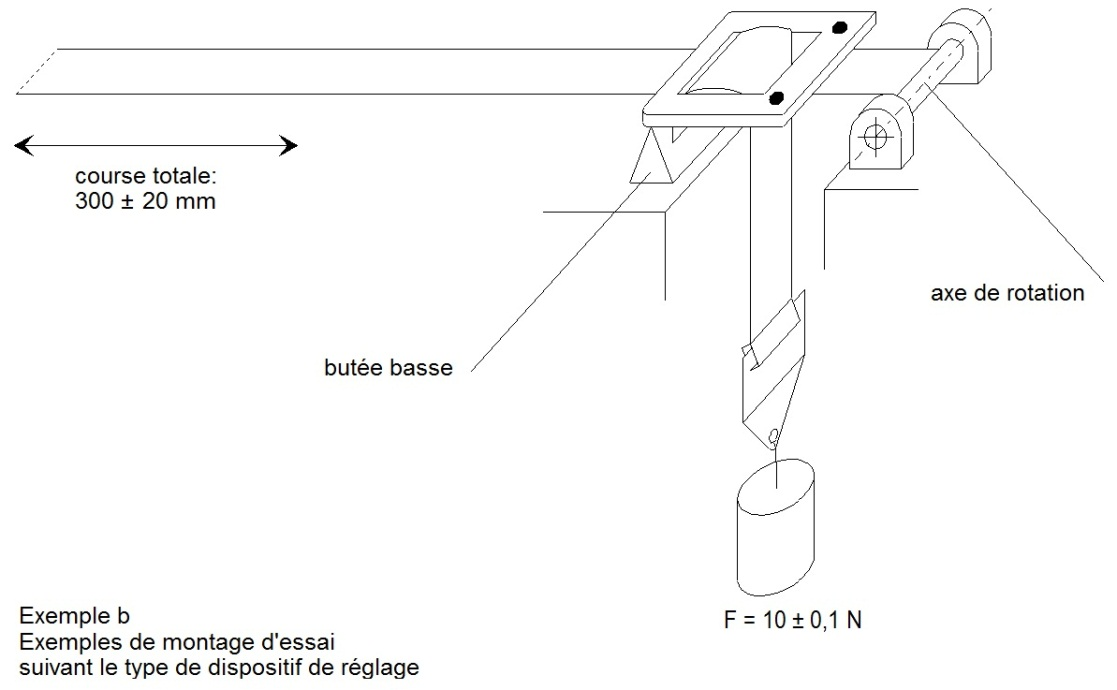 course totale:
300 ± 20 mm
axe de rotation
butée basse
F = 10 ± 0,1 N
Exemple b
Exemples de montage d'essai
suivant le type de dispositif de réglage